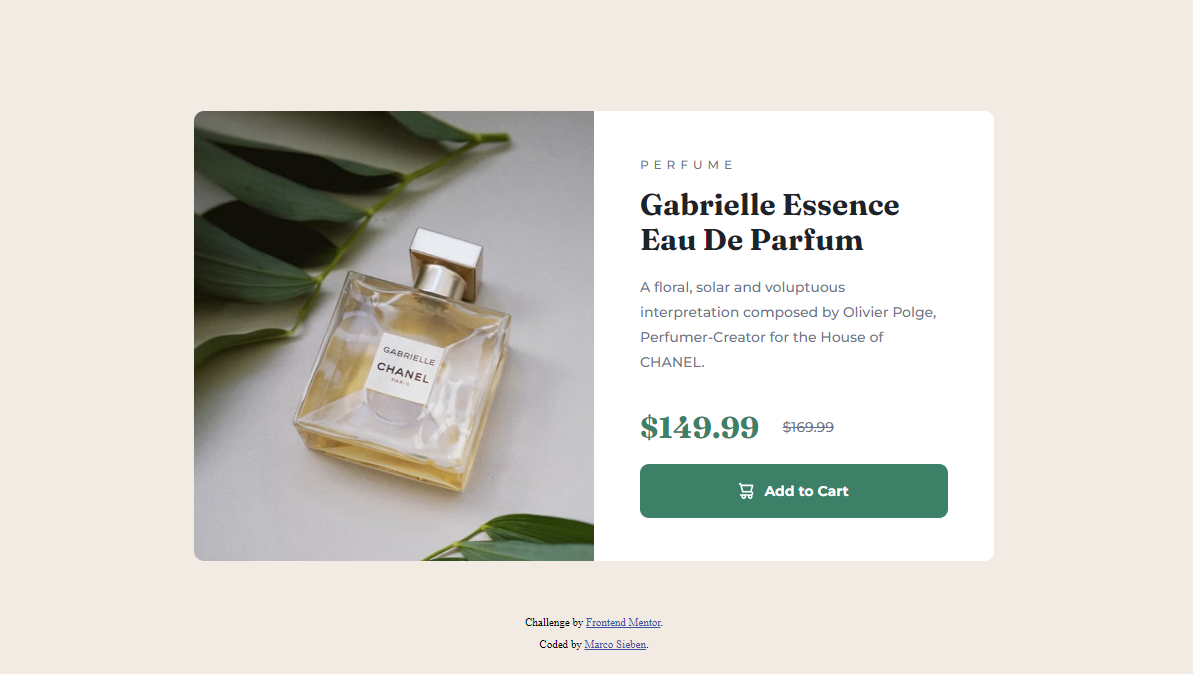 GABRIELLE
CHANEL
PARIS
PERFUME
Gabrielle Essence
Eau De Parfum
A floral, solar and voluptuous
interpretation composed by Olivier Polge,
Perfumer-Creator for the House of
CHANEL.
$149.99 $169.99
Add to Cart
Challenge by Frontend Mentor.
Coded by Marco Sieben.